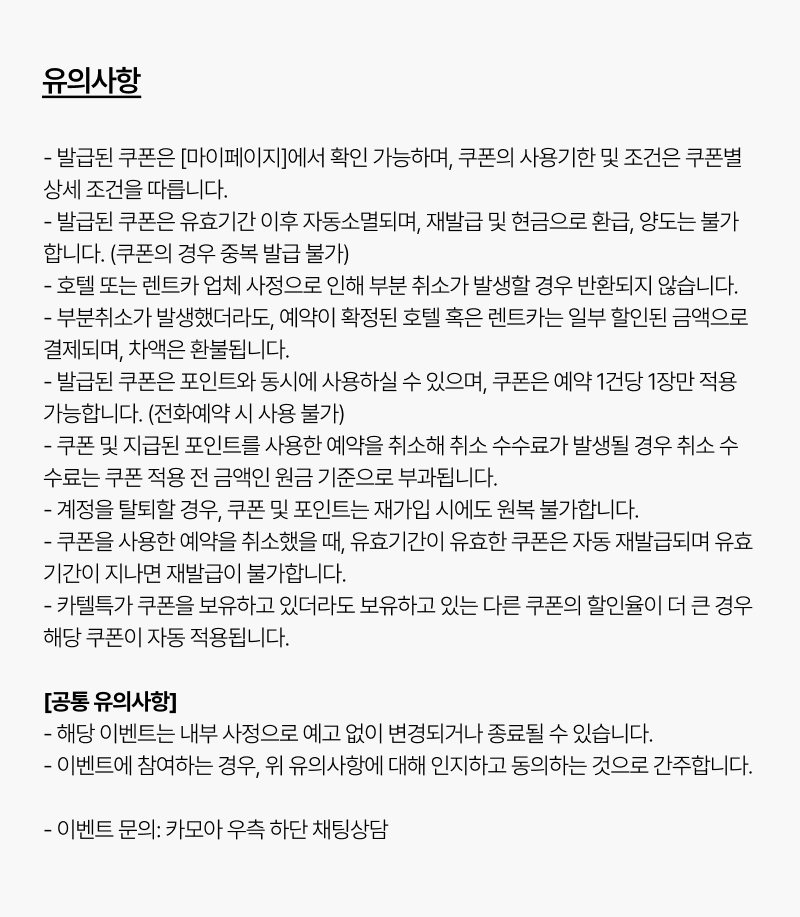 유의사항
- 발급된 쿠폰은 [마이페이지]에서 확인 가능하며, 쿠폰의 사용기한 및 조건은 쿠폰별
상세 조건을 따릅니다.
- 발급된 쿠폰은 유효기간 이후 자동소멸되며, 재발급 및 현금으로 환급, 양도는 불가
합니다. (쿠폰의 경우 중복 발급 불가)
- 호텔 또는 렌트카 업체 사정으로 인해 부분 취소가 발생할 경우 반환되지 않습니다.
- 부분취소가 발생했더라도, 예약이 확정된 호텔 혹은 렌트카는 일부 할인된 금액으로
결제되며, 차액은 환불됩니다.
- 발급된 쿠폰은 포인트와 동시에 사용하실 수 있으며, 쿠폰은 예약 1건당 1장만 적용
가능합니다. (전화예약 시 사용 불가)
- 쿠폰 및 지급된 포인트를 사용한 예약을 취소해 취소 수수료가 발생될 경우 취소 수
수료는 쿠폰 적용 전 금액인 원금 기준으로 부과됩니다.
- 계정을 탈퇴할 경우, 쿠폰 및 포인트는 재가입 시에도 원복 불가합니다.
- 쿠폰을 사용한 예약을 취소했을 때, 유효기간이 유효한 쿠폰은 자동 재발급되며 유효
기간이 지나면 재발급이 불가합니다.
- 카텔특가 쿠폰을 보유하고 있더라도 보유하고 있는 다른 쿠폰의 할인율이 더 큰 경우
해당 쿠폰이 자동 적용됩니다.
[공통 유의사항]
- 해당 이벤트는 내부 사정으로 예고 없이 변경되거나 종료될 수 있습니다.
- 이벤트에 참여하는 경우, 위 유의사항에 대해 인지하고 동의하는 것으로 간주합니다.
- 이벤트 문의: 카모아 우측 하단 채팅상담